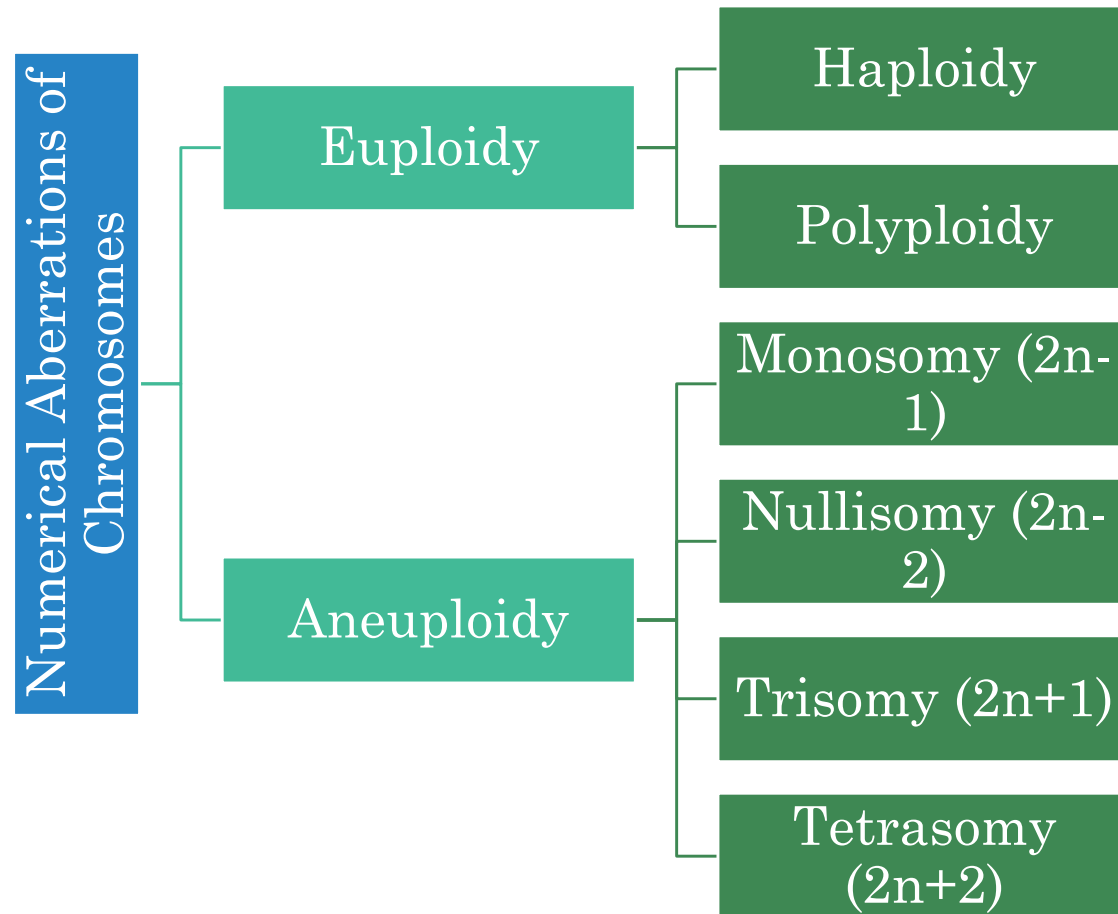 Numerical Aberrations of
Chromosomes
Euploidy
Haploidy
Polyploidy
Aneuploidy
Monosomy (2n-
1)
Nullisomy (2n-
2)
Trisomy (2n+1)
Tetrasomy
(2n+2)